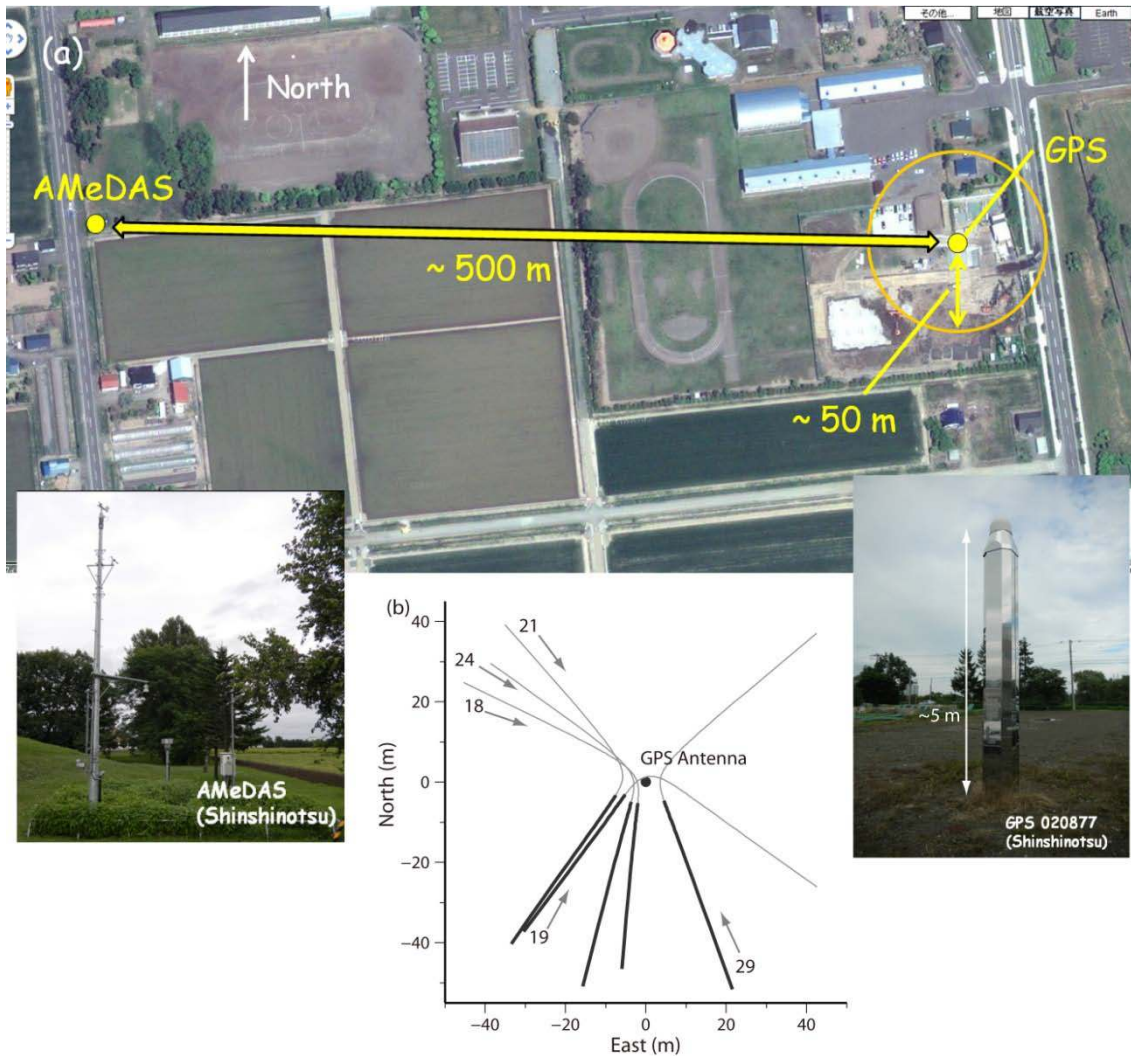 その他...
地図
航空写真
Earth
(a)
North
GPS
AMeDAS
~ 500 m
~ 50 m
AMeDAS
(Shinshinotsu)
~5 m
GPS 020877
(Shinshinotsu)
(b)
North (m)
40
20
0
−20
−40
21
24
18
GPS Antenna
19
29
−40
−20
0
20
40
East (m)